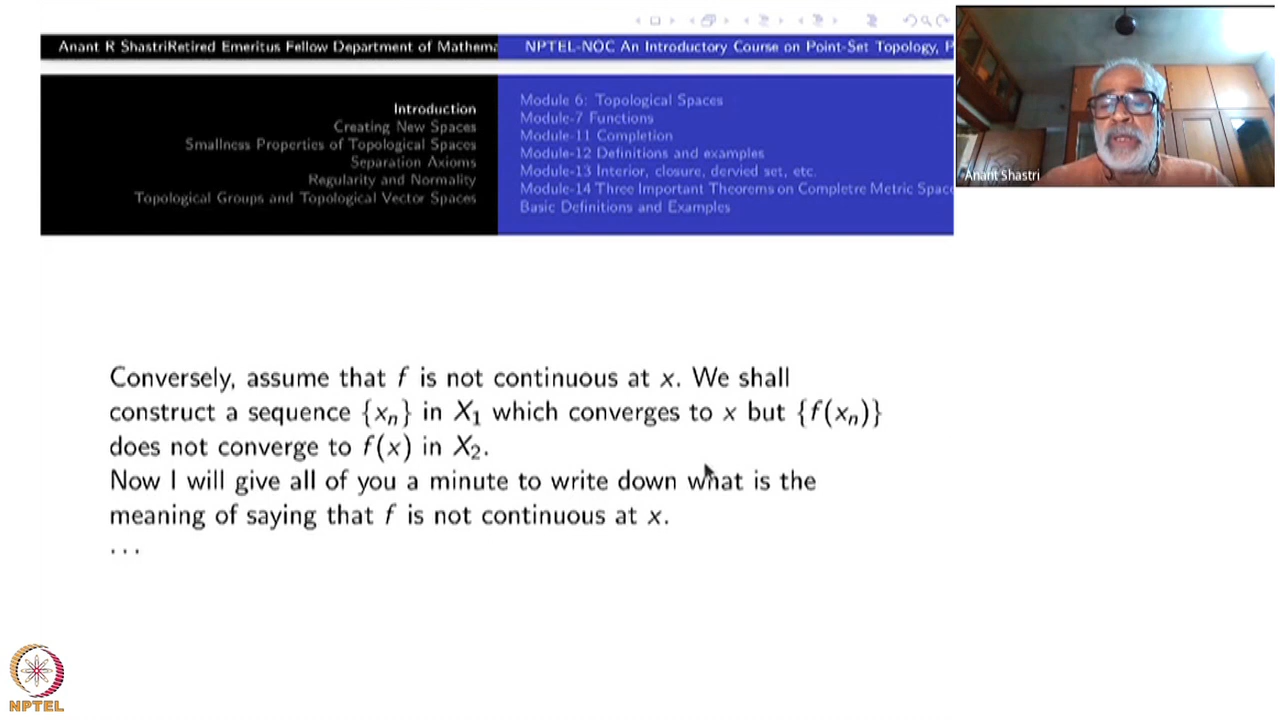 Anant R ShastriRetired Emeritus Fellow Department of Mathema
NPTEL-NOC An Introductory Course on Point-Set Topology, P
Introduction
Creating New Spaces
Smallness Properties of Topological Spaces
Separation Axioms
Regularity and Normality
Topological Groups and Topological Vector Spaces
Module 6: Topological Spaces
Module-7 Functions
Module-11 Completion
Module-12 Definitions and examples
Module-13 Interior, closure, dervied set, etc.
Module-14 Three Important Theorems on Completre Metric Space
Basic Definitions and Examples
Anant Shastri
Conversely, assume that f is not continuous at x. We shall
construct a sequence {xₙ} in X₁ which converges to x but {f(xₙ)}
does not converge to f(x) in X₂.
Now I will give all of you a minute to write down what is the
meaning of saying that f is not continuous at x.
...
NPTEL